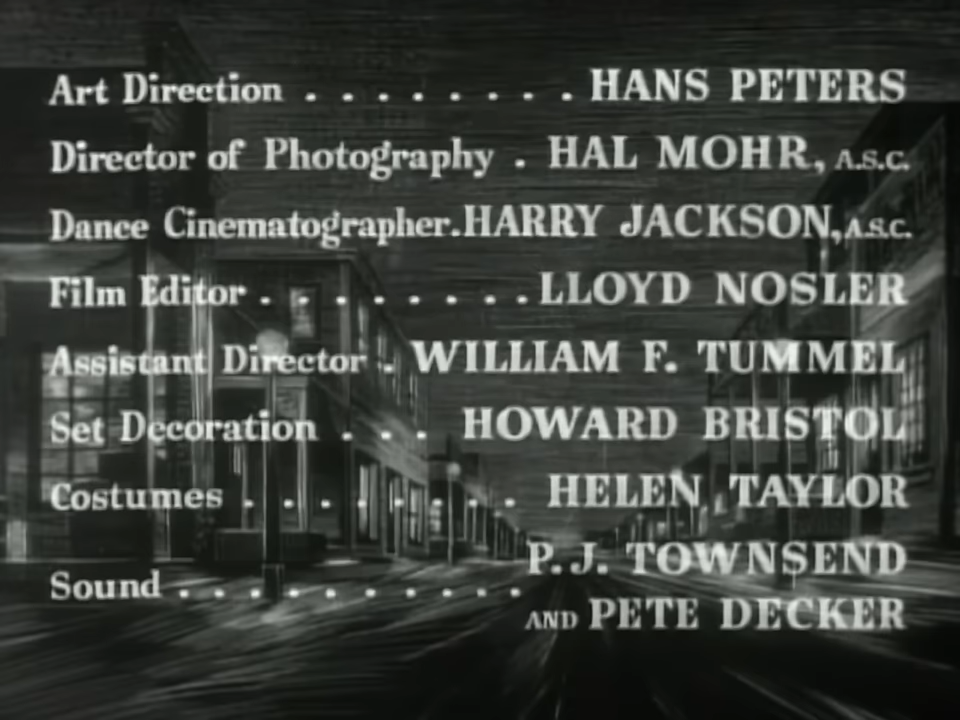 Art Direction . . . . . . . . . HANS PETERS
Director of Photography . HAL MOHR, A.S.C.
Dance Cinematographer.HARRY JACKSON, A.S.C.
Film Editor . . . . . . . . LLOYD NOSLER
Assistant Director . WILLIAM F. TUMMEL
Set Decoration . . . HOWARD BRISTOL
Costumes . . . . . . . . HELEN TAYLOR
P. J. TOWNSEND
Sound . . . . . . . . . . 
AND PETE DECKER